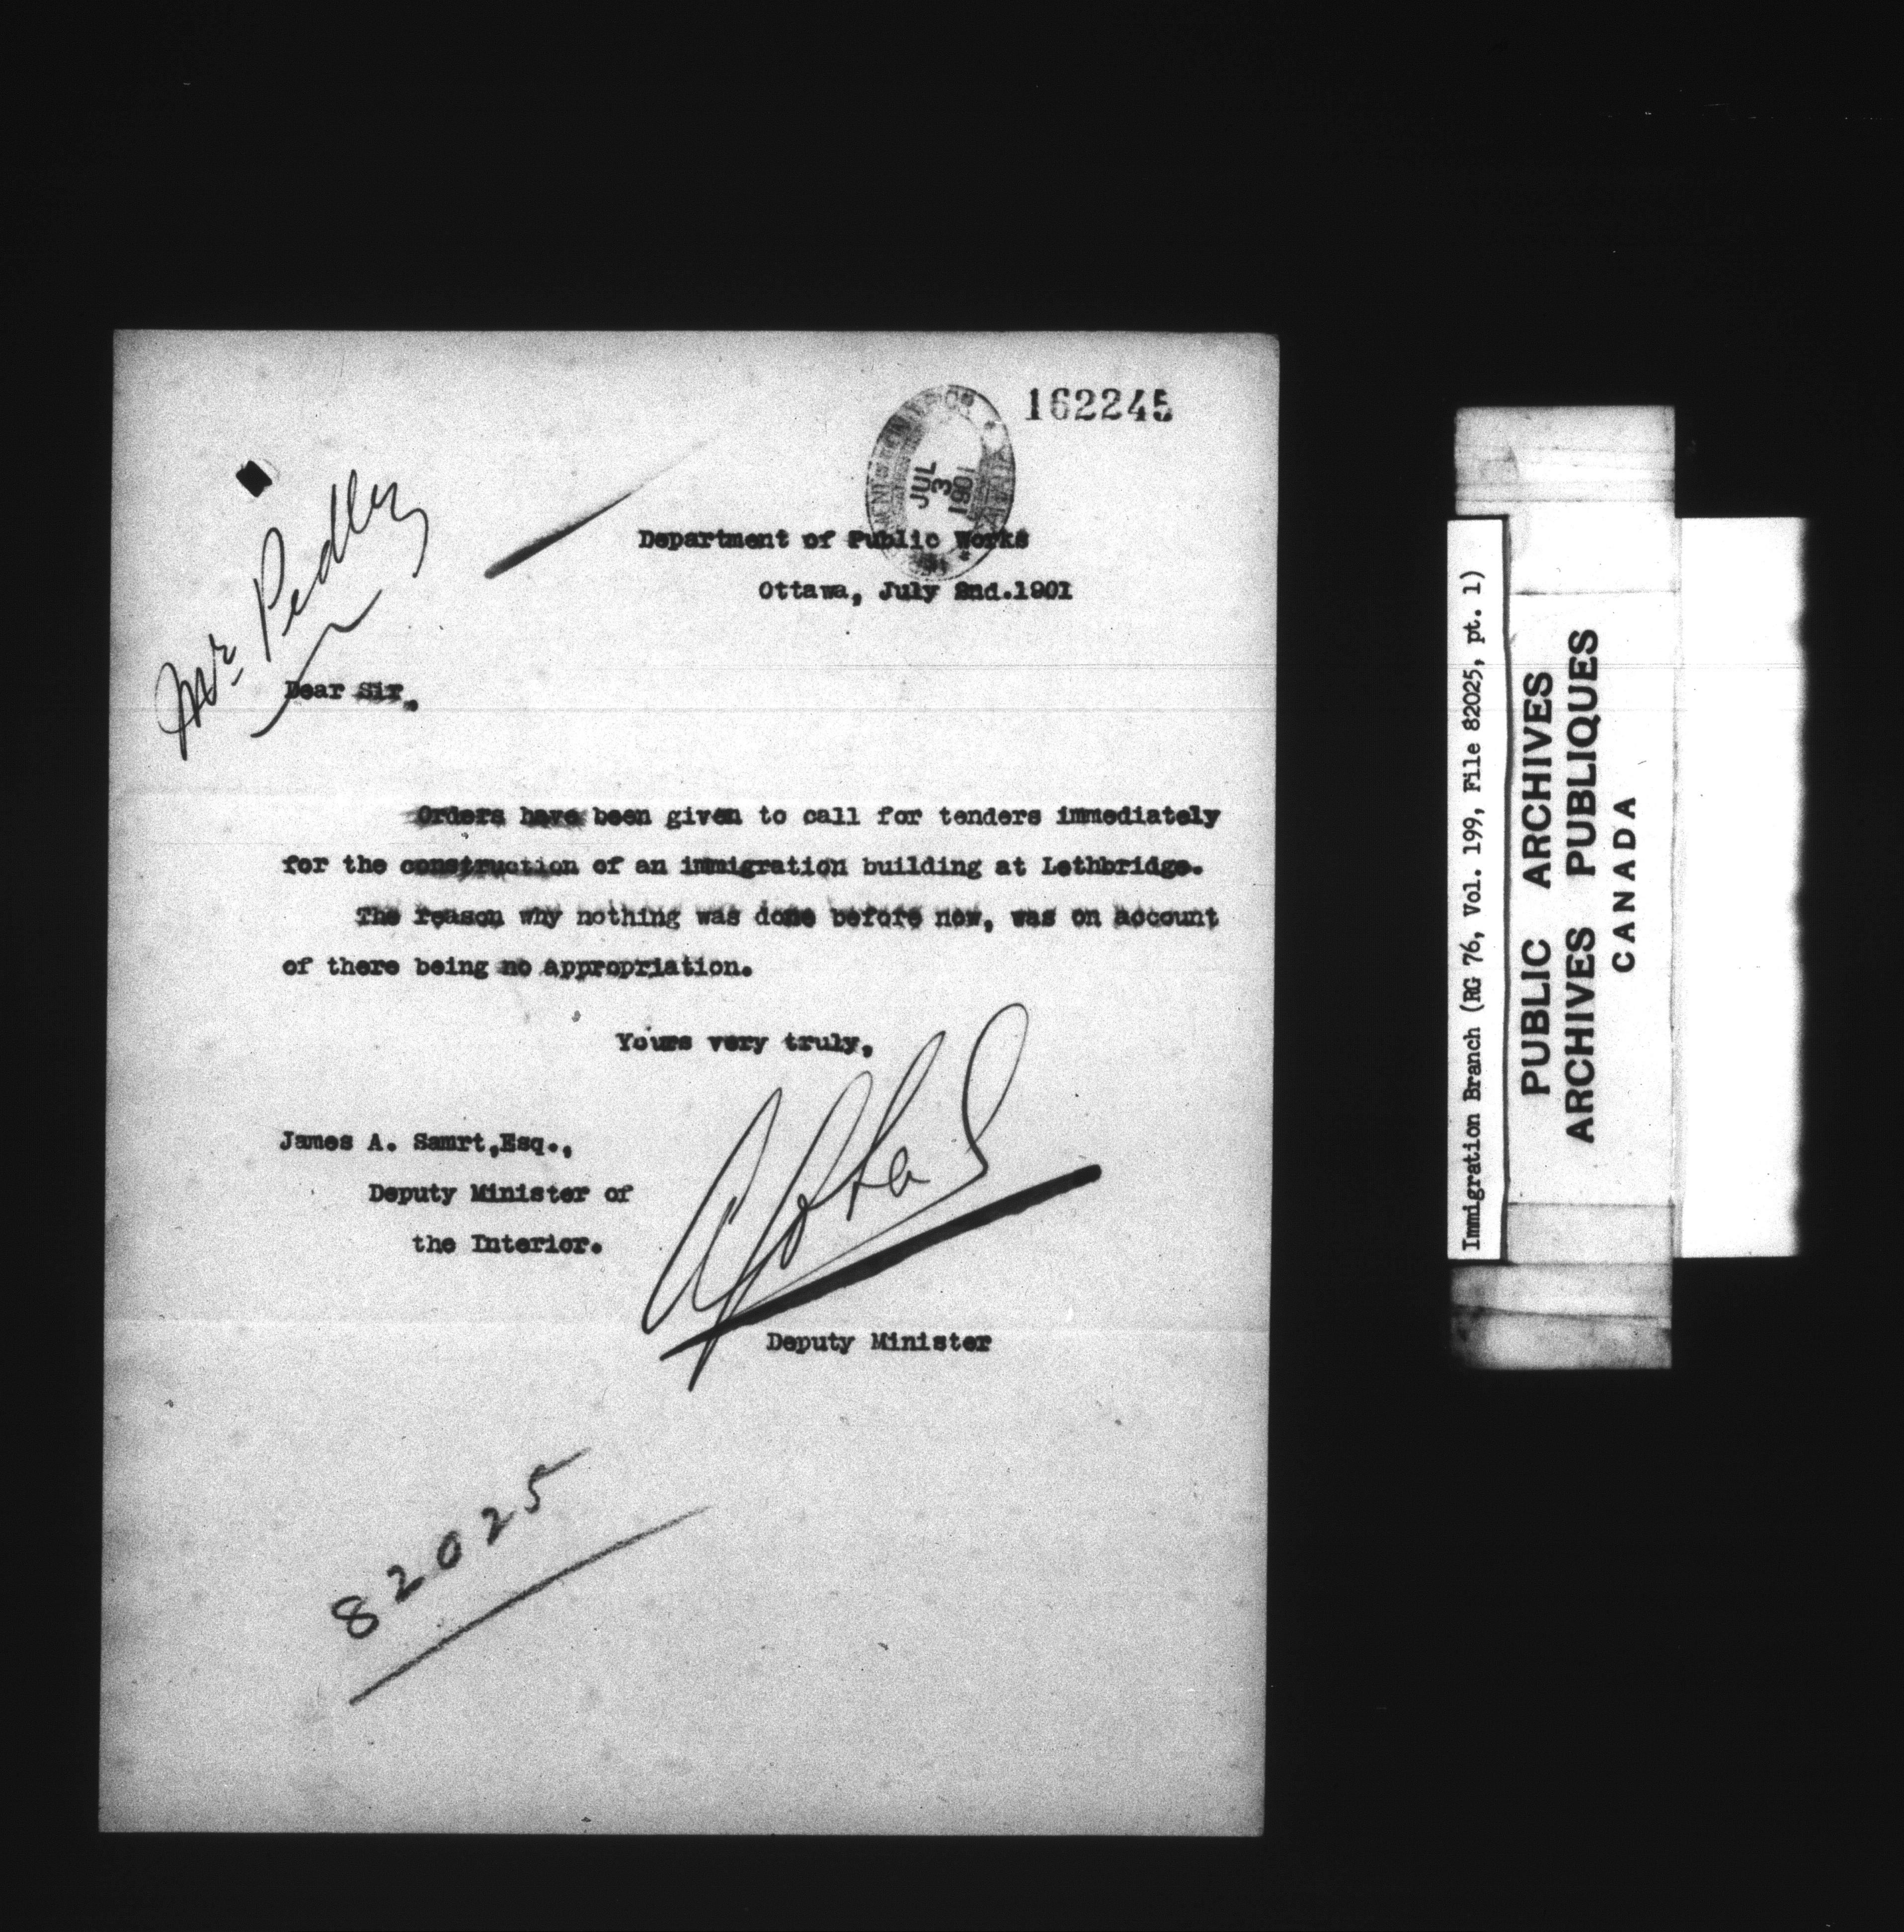 162245
JUL
3
1901
Mr. Pedley
Department of Public Works
Ottawa, July 2nd.1901
Dear Sir,
Orders have been given to call for tenders immediately
for the construction of an immigration building at Lethbridge.
The reason why nothing was done before now, was on account
of there being no appropriation.
Yours very truly,
James A. Samrt,Esq.,
Deputy Minister of
the Interior.
Deputy Minister
82025
Immigration Branch (RG 76, Vol. 199, File 82025, pt. 1)
PUBLIC ARCHIVES
ARCHIVES PUBLIQUES
CANADA